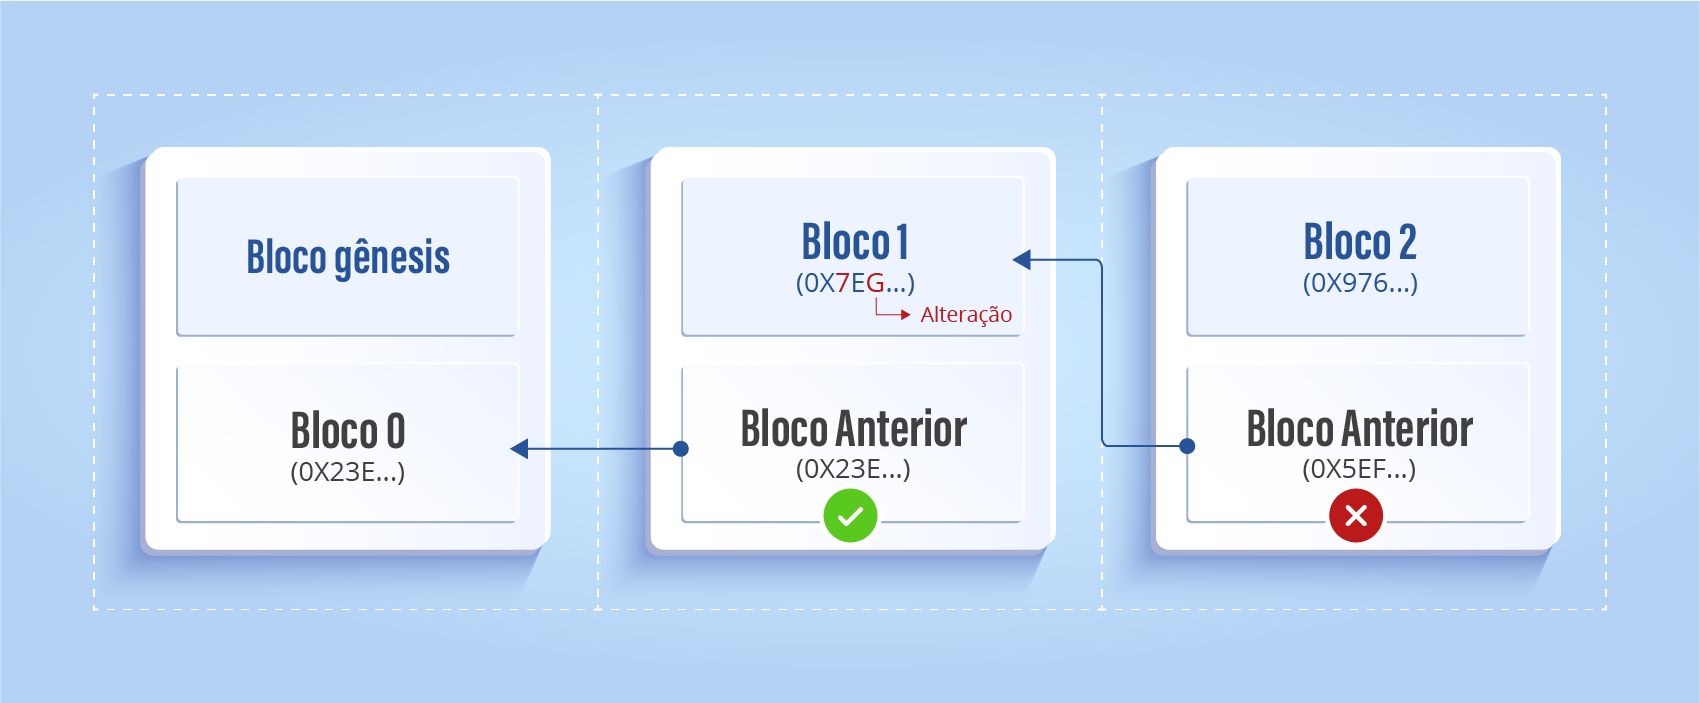 Bloco gênesis
Bloco 0
(0X23E...)
Bloco 1
(0X7EG...)
Alteração
Bloco Anterior
(0X23E...)
Bloco 2
(0X976...)
Bloco Anterior
(0X5EF...)